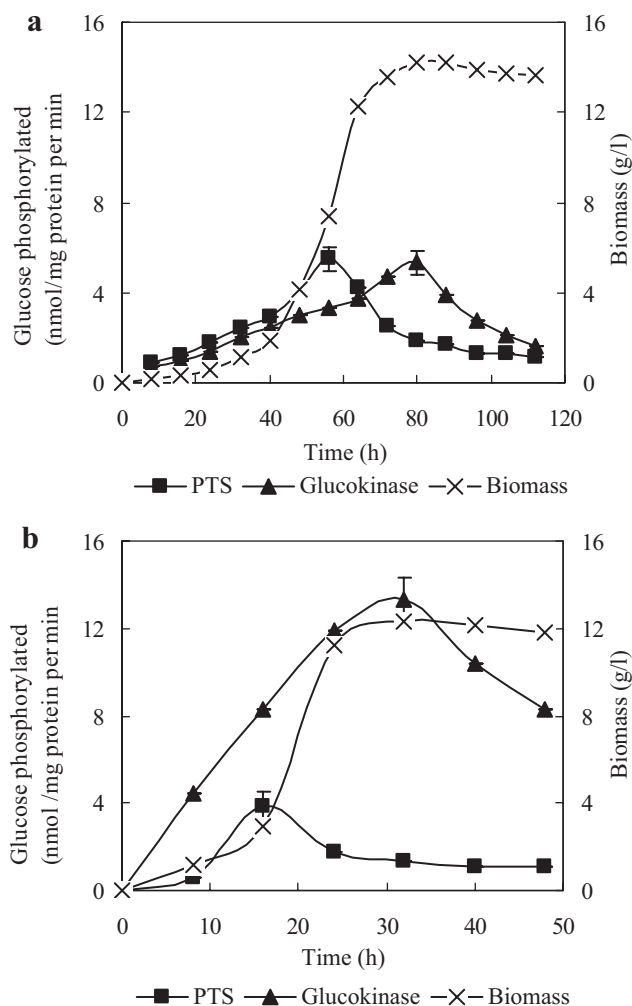 a
16
12
8
4
0
Glucose phosphorylated
(nmol/mg protein per min
16
12
8
4
0
Biomass (g/l)
0 20 40 60 80 100 120
Time (h)
PTS Glucokinase Biomass
b
16
12
8
4
0
Glucose phosphorylated
(nmol /mg protein per min
16
12
8
4
0
Biomass (g/l)
0 10 20 30 40 50
Time (h)
PTS Glucokinase Biomass